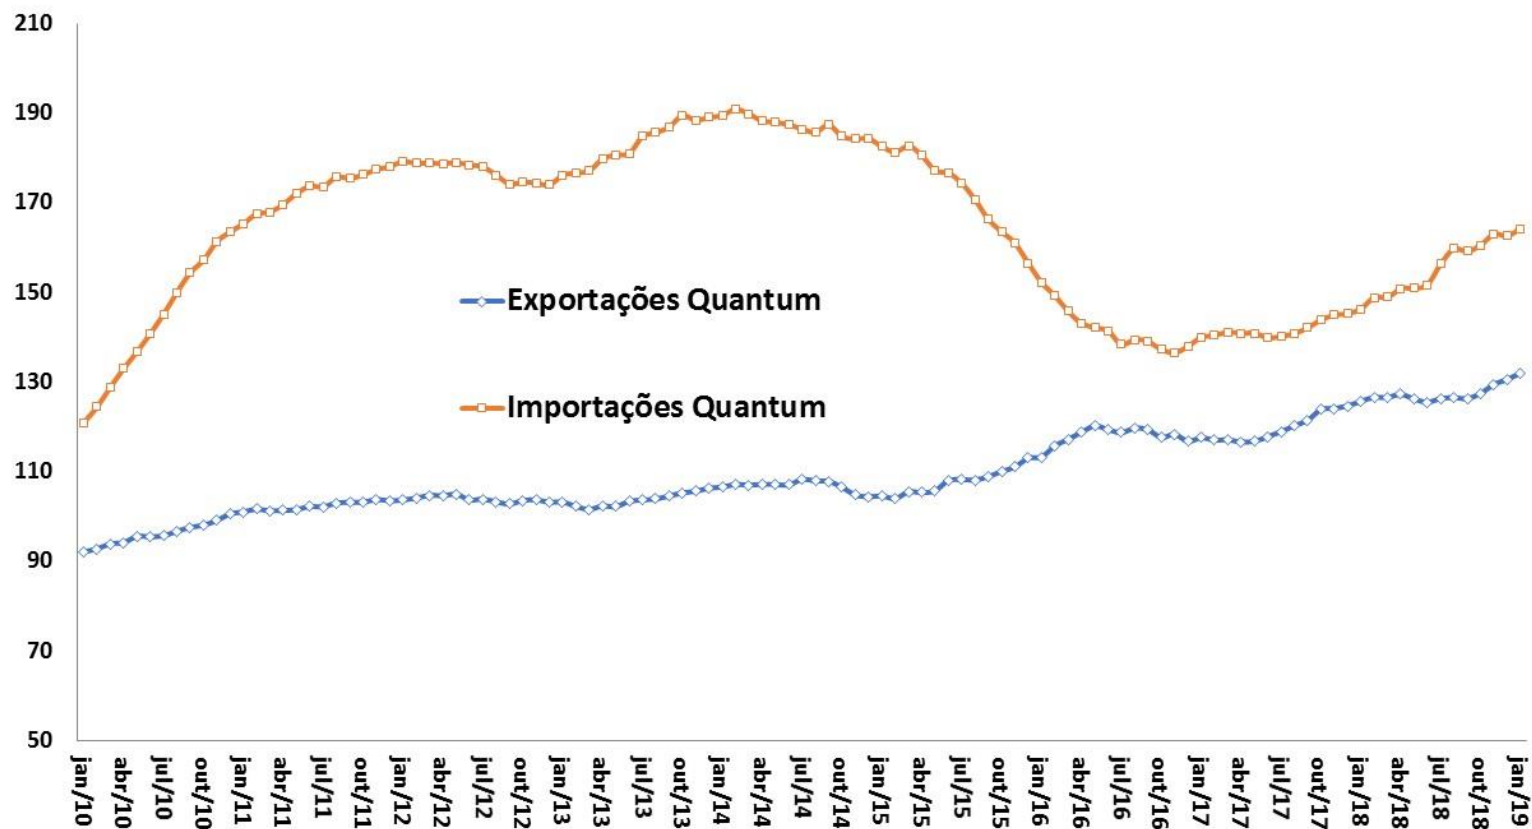 210
190
170
150
130
110
90
70
50
Exportações Quantum
Importações Quantum
jan/10
abr/10
jul/10
out/10
jan/11
abr/11
jul/11
out/11
jan/12
abr/12
jul/12
out/12
jan/13
abr/13
jul/13
out/13
jan/14
abr/14
jul/14
out/14
jan/15
abr/15
jul/15
out/15
jan/16
abr/16
jul/16
out/16
jan/17
abr/17
jul/17
out/17
jan/18
abr/18
jul/18
out/18
jan/19